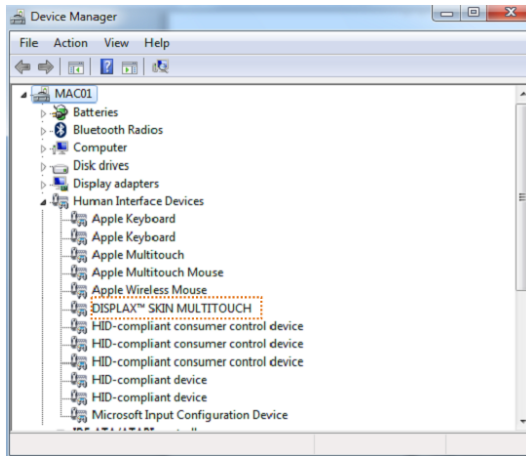 Device Manager
File Action View Help
MAC01
Batteries
Bluetooth Radios
Computer
Disk drives
Display adapters
Human Interface Devices
Apple Keyboard
Apple Keyboard
Apple Multitouch
Apple Multitouch Mouse
Apple Wireless Mouse
DISPLAX™ SKIN MULTITOUCH
HID-compliant consumer control device
HID-compliant consumer control device
HID-compliant consumer control device
HID-compliant device
HID-compliant device
Microsoft Input Configuration Device